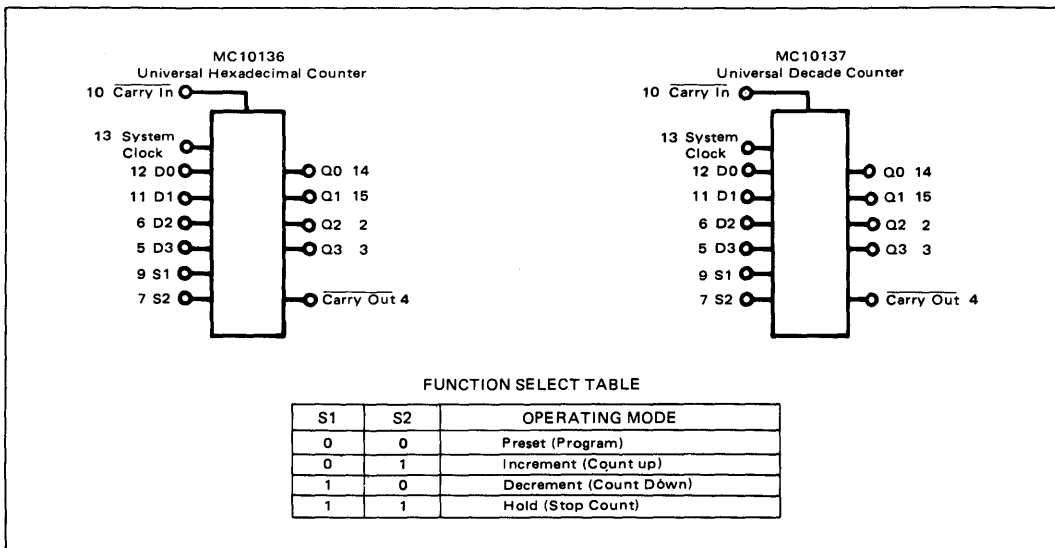 MC10136
Universal Hexadecimal Counter
10 Carry In
13 System
Clock
12 D0
11 D1
6 D2
5 D3
9 S1
7 S2
Q0 14
Q1 15
Q2 2
Q3 3
Carry Out 4
MC10137
Universal Decade Counter
10 Carry In
13 System
Clock
12 D0
11 D1
6 D2
5 D3
9 S1
7 S2
Q0 14
Q1 15
Q2 2
Q3 3
Carry Out 4
FUNCTION SELECT TABLE
S1 S2 OPERATING MODE
0 0 Preset (Program)
0 1 Increment (Count up)
1 0 Decrement (Count Down)
1 1 Hold (Stop Count)